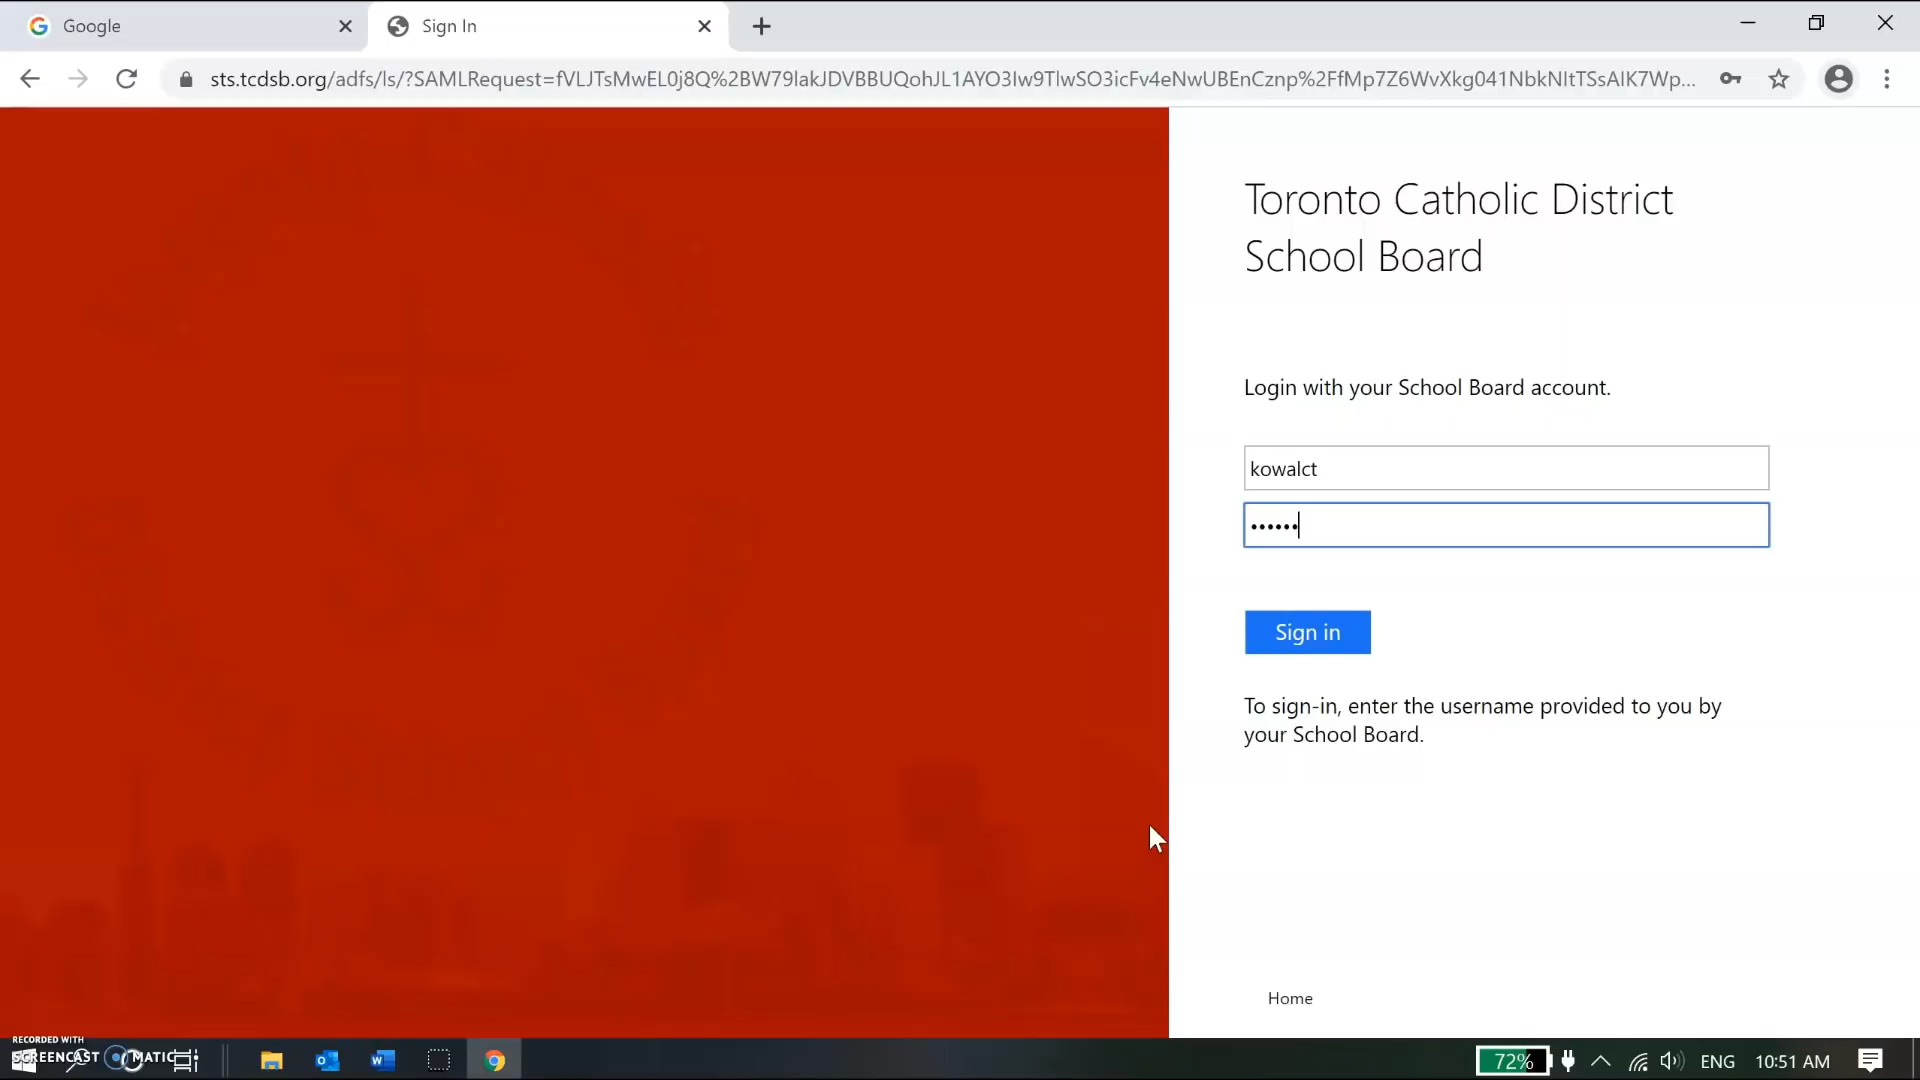 Google
Sign In
sts.tcdsb.org/adfs/ls/?SAMLRequest=fVLJTsMwEL0j8Q%2BW79lakJDVBBUQohJL1AYO3Iw9TlwSO3icFv4eNwUBEnCznp%2FfMp7Z6WvXkg041NbkNItTSsAIK7Wp...
Toronto Catholic District
School Board
Login with your School Board account.
kowalct
••••••
Sign in
To sign-in, enter the username provided to you by
your School Board.
Home
RECORDED WITH
SCREENCAST MATIC
72%
ENG
10:51 AM